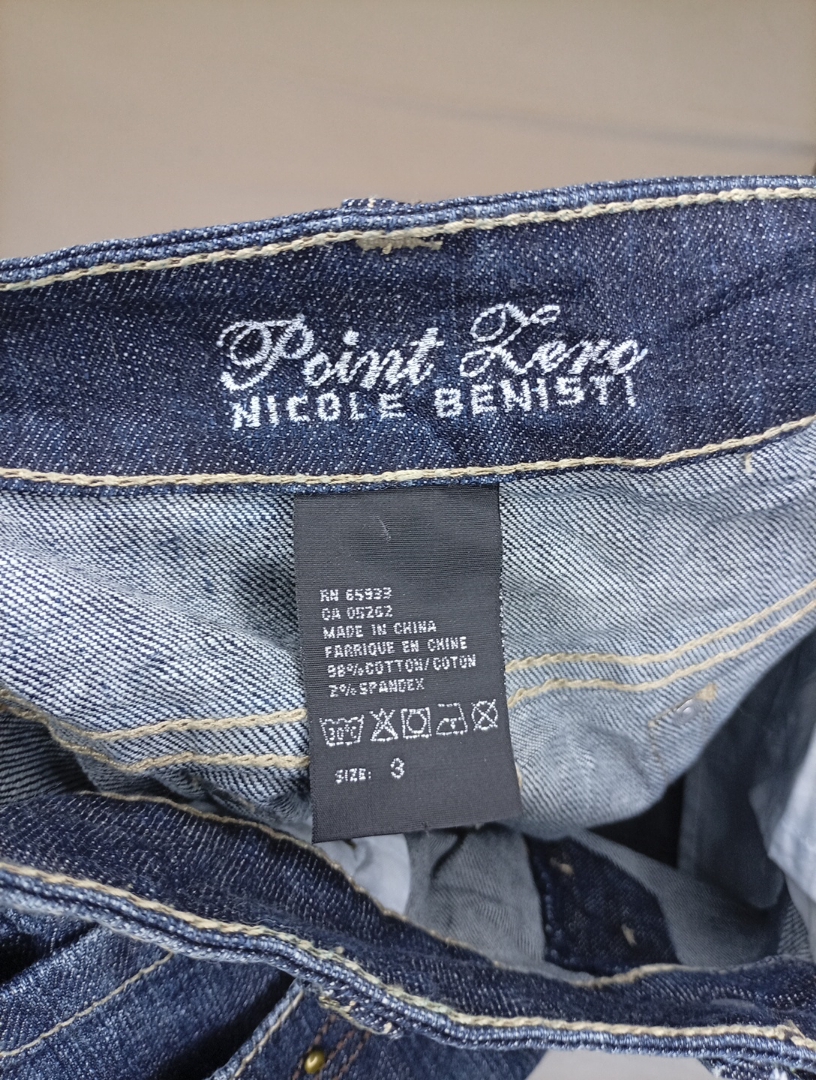 Point Zero
NICOLE BENISTI
RN 65933
CA 05262
MADE IN CHINA
FABRIQUE EN CHINE
98% COTTON/COTON
2% SPANDEX
30°C
SIZE: 3